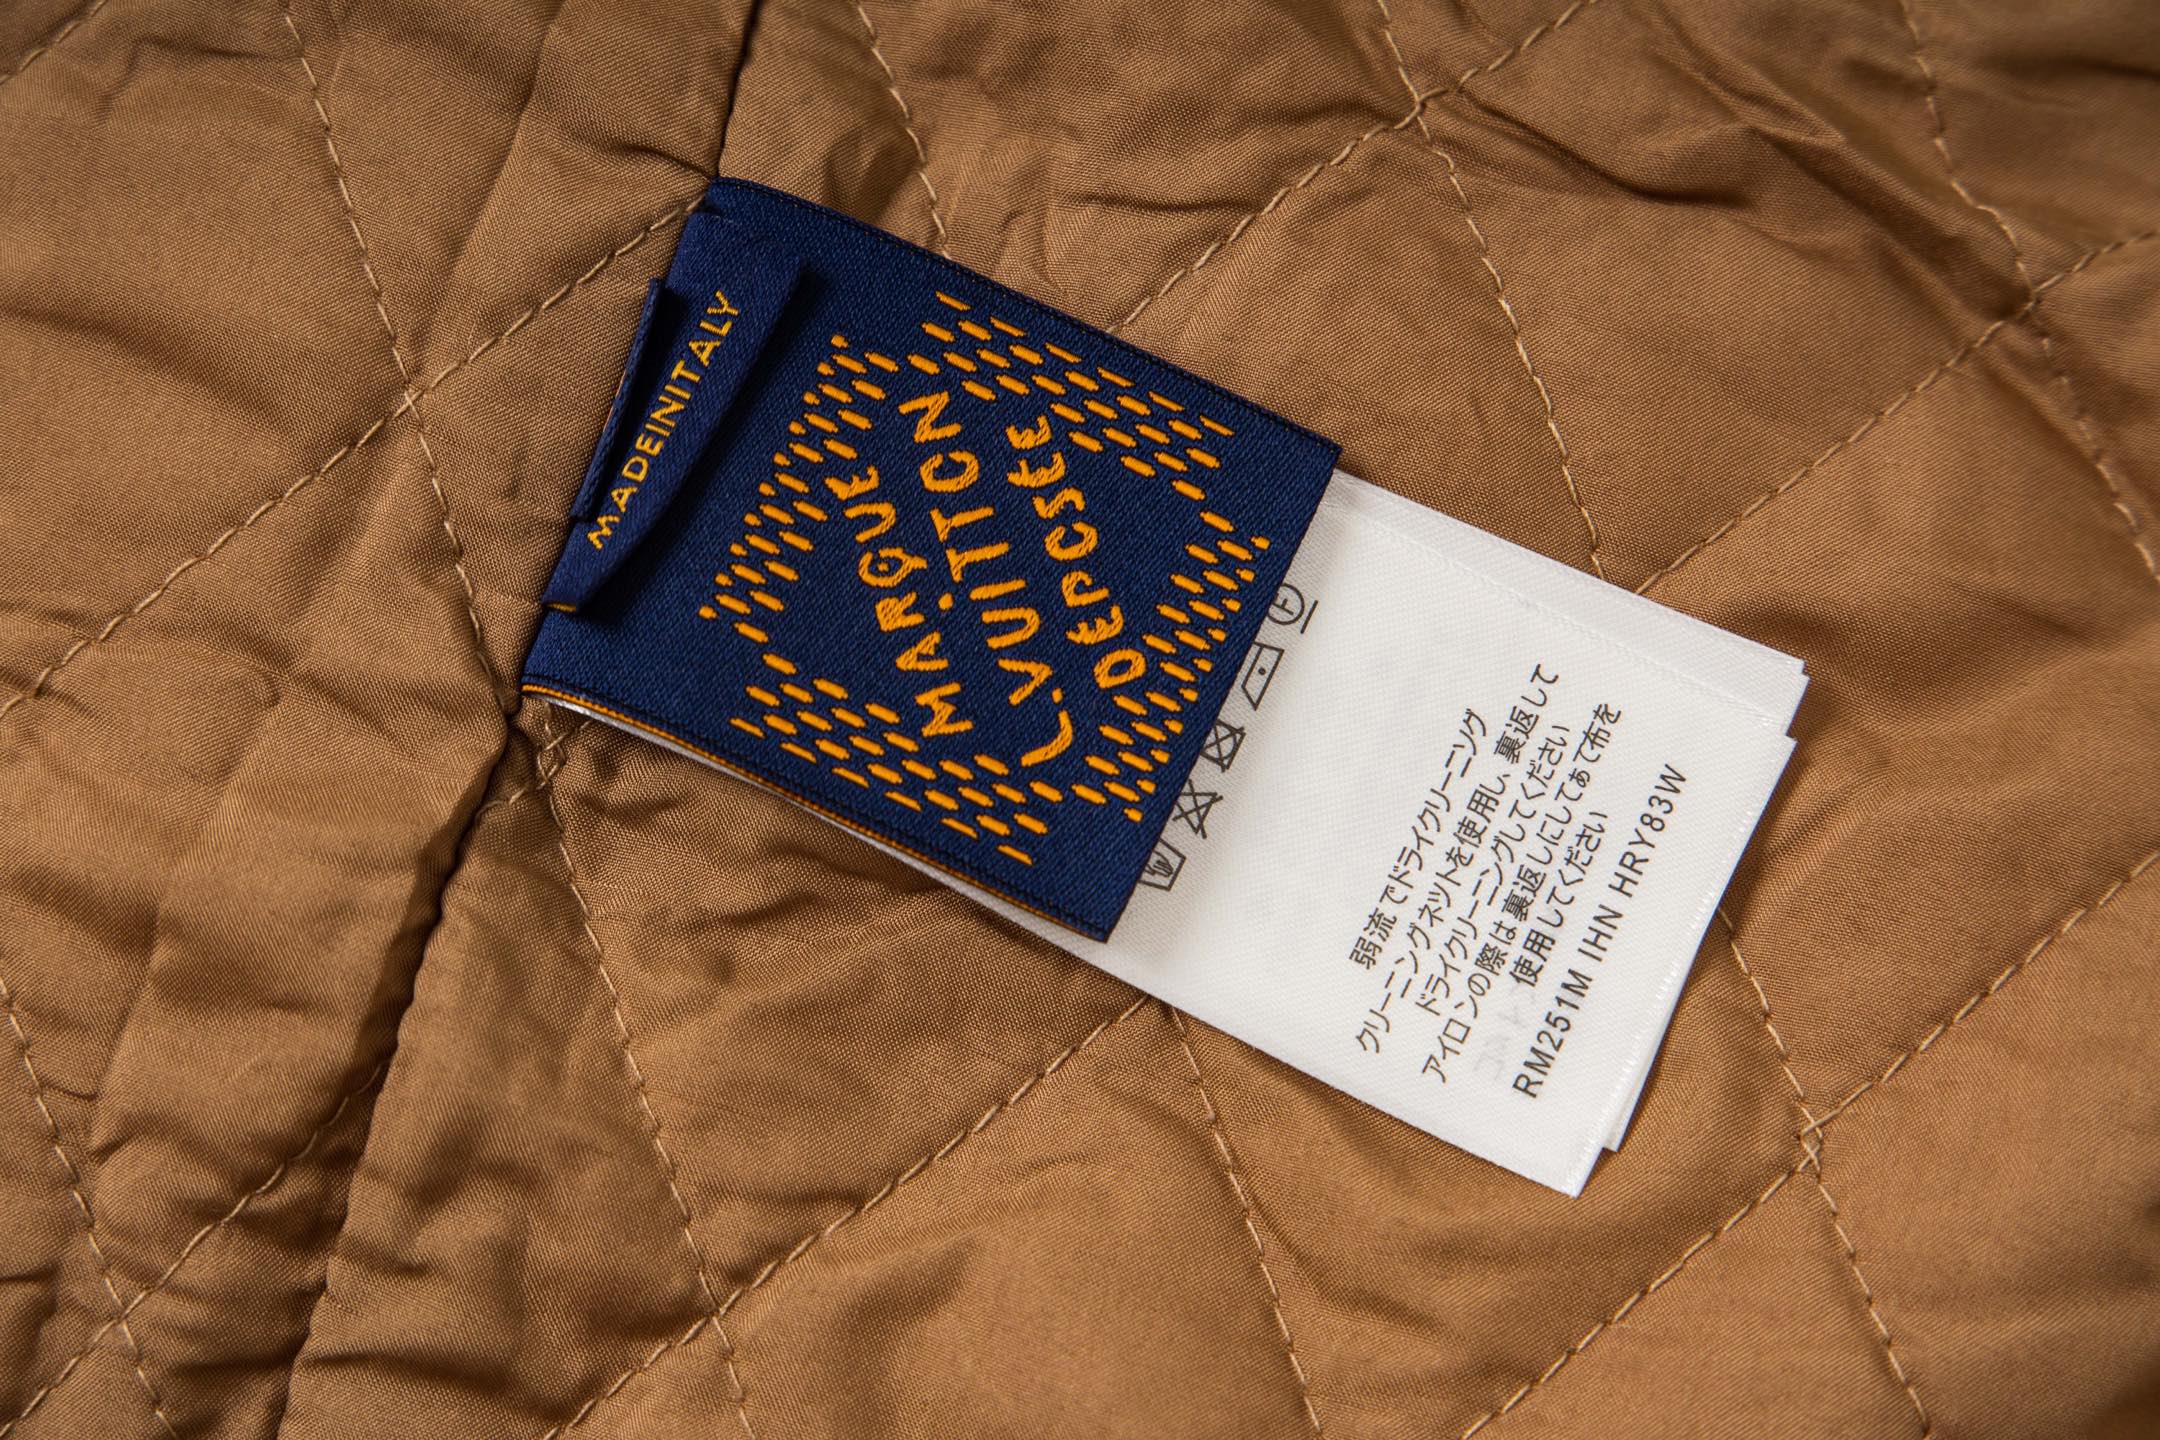 MADEINITALY
MARQUE
L.VUITTON
DEPOSEE
弱流でドライクリーニング
クリーニングネットを使用し、裏返して
ドライクリーニングしてください
アイロンの際は裏返しにしてあて布を
使用してください
RM251M IHN HRY83W